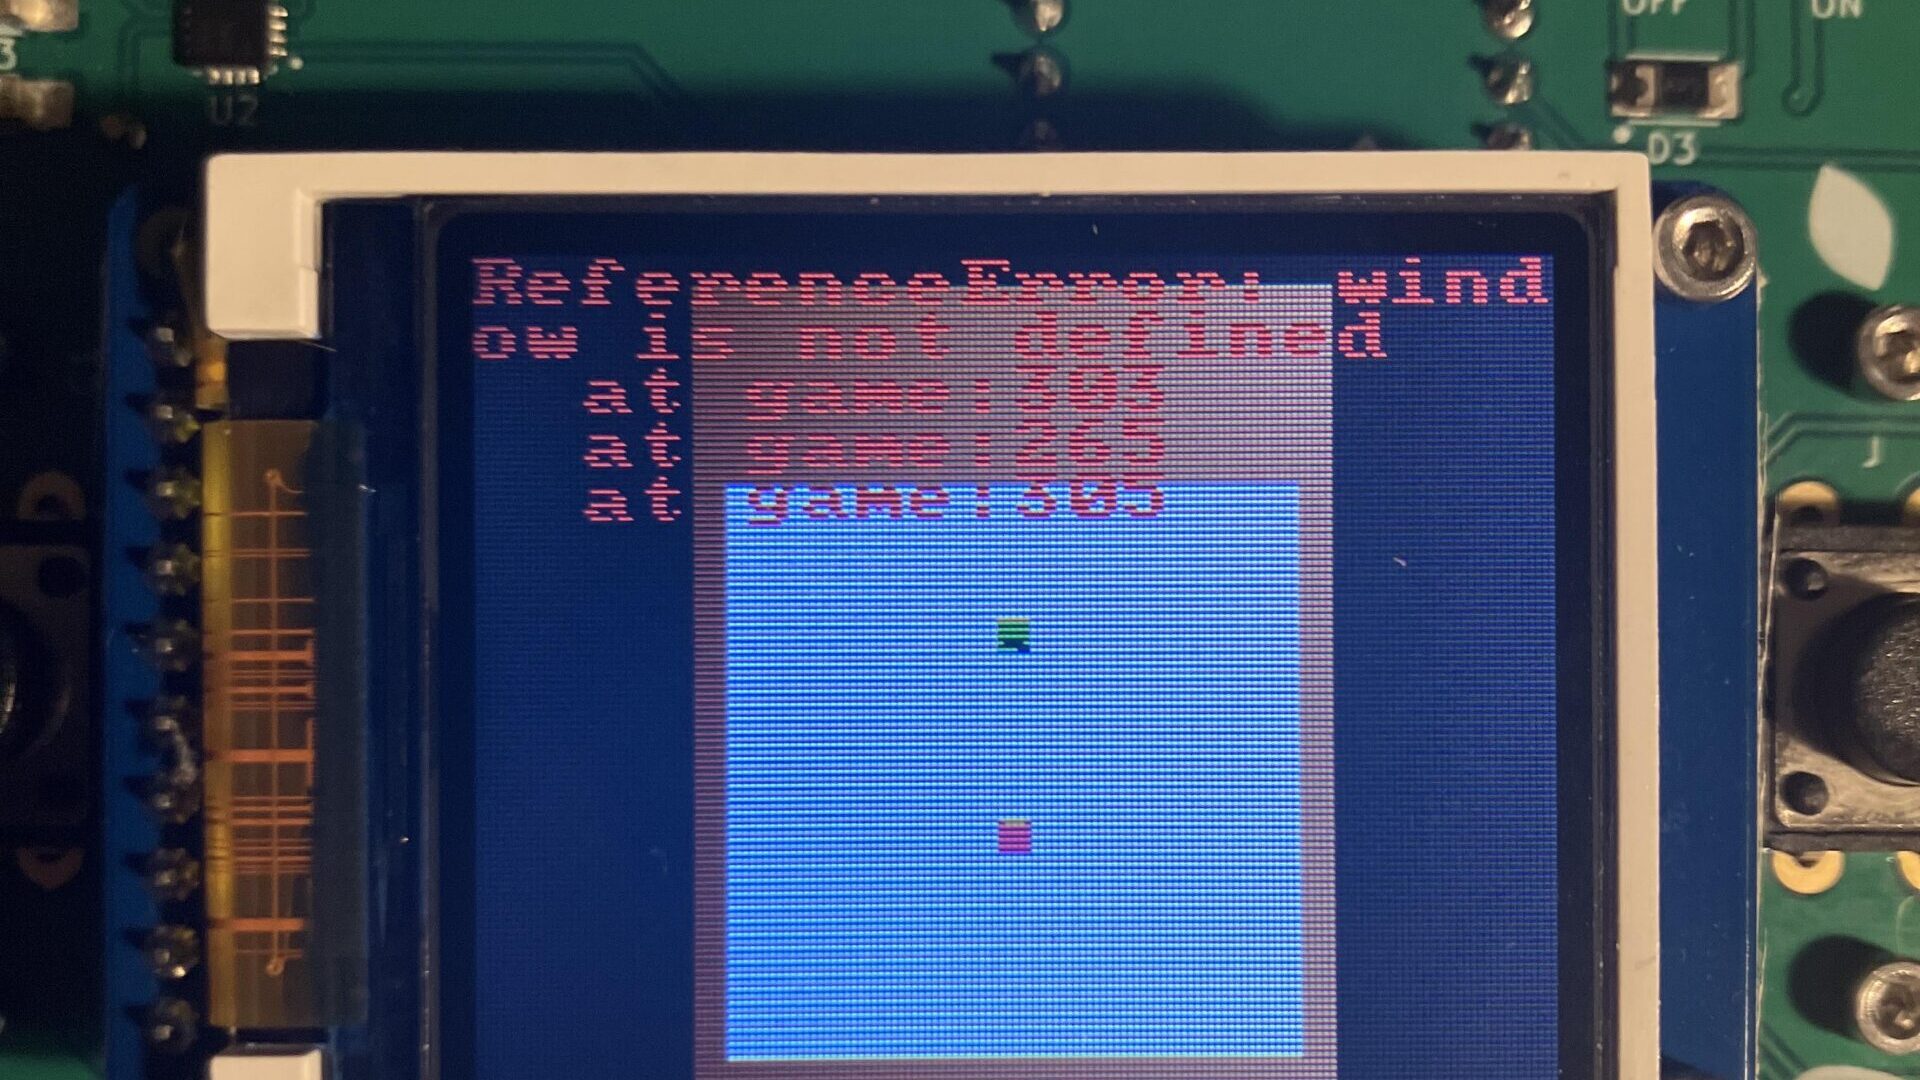 OFF
ON
3
U2
D3
ReferenceError: wind
ow is not defined
at game:303
at game:265
at game:305
J